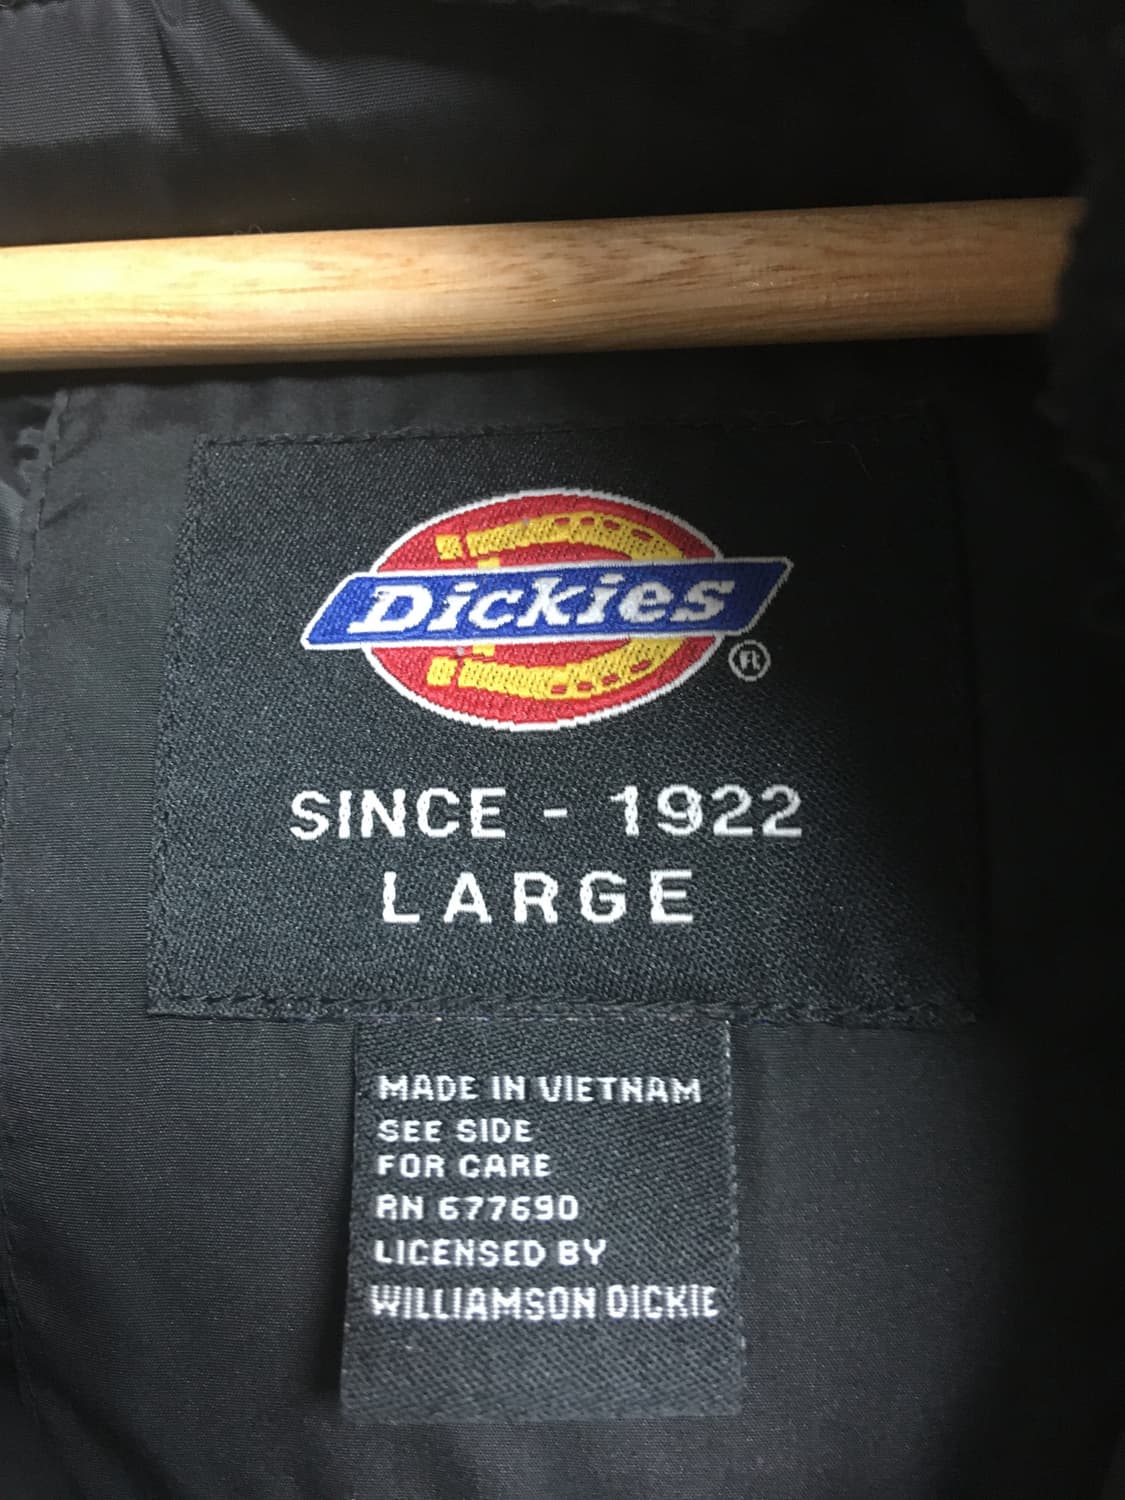 Dickies
®
SINCE - 1922
LARGE
MADE IN VIETNAM
SEE SIDE
FOR CARE
RN 677690
LICENSED BY
WILLIAMSON DICKIE